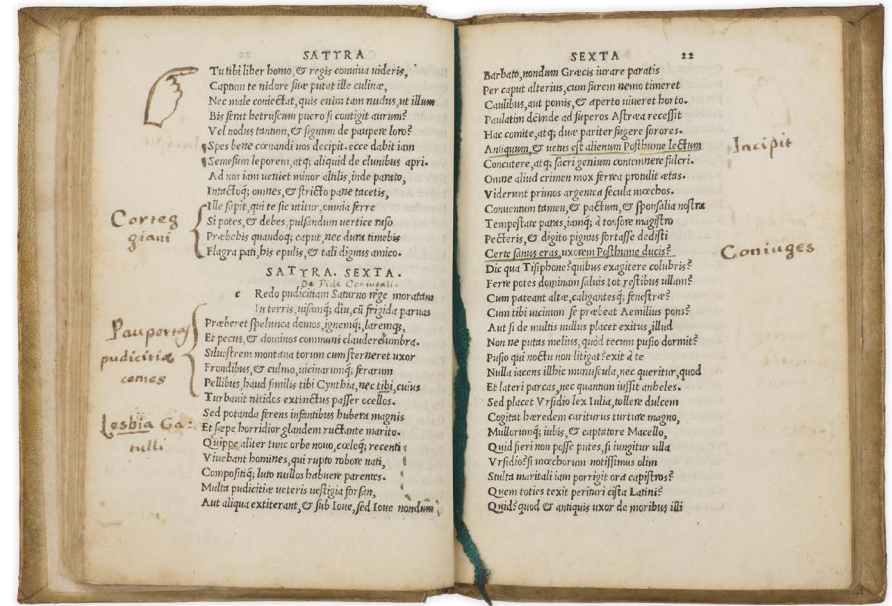 SATYRA
Tu tibi liber homo, & regis conuiua uideris,
Captum te nidore suæ putat ille culinæ,
Nec male coniectat, quis enim tam nudus, ut illum
Bis ferat hetruscum puero si contigit aurum?
Vel nodus tantum, & signum de paupere loro?
Spes bene cœnandi uos decipit. ecce dabit iam
Semesum leporem, atq; aliquid de clunibus apri.
Ad nos iam ueniet minor altilis, inde parato,
Intactoq; omnes, & stricto pane tacetis,
Ille sapit, qui te sic utitur, omnia ferre
Si potes, & debes, pulsandum uertice raso
Præbebis quandoq; caput, nec dura timebis
Flagra pati, his epulis, & tali dignus amico.
Corteg
giani
SATYRA. SEXTA.
De Fide Coniugali
c Redo pudicitiam Saturno rege moratam
In terris, uisamq; diu, cū frigida paruas
Præberet spelunca domos, ignemq;, laremq;,
Et pecus, & dominos communi clauderet umbra.
Siluestrem montana torum cum sterneret uxor
Frondibus, & culmo, uicinarumq; ferarum
Pellibus, haud similis tibi Cynthia, nec tibi, cuius
Turbauit nitidos extinctus passer ocellos.
Sed potanda ferens infantibus hubera magnis
Et sæpe horridior glandem ructante marito.
Quippe aliter tunc orbe nouo, cœloq; recenti
Viuebant homines, qui rupto robore nati,
Compositiq; luto nullos habuere parentes.
Multa pudicitiæ ueteris uestigia forsan,
Aut aliqua extiterant, & sub Ioue, sed Ioue nondum
Paupertas
pudicitiæ
comes
Lesbia Ca:
tulli
SEXTA 22
Barbato, nondum Græcis iurare paratis
Per caput alterius, cum furem nemo timeret
Caulibus, aut pomis, & aperto uiueret horto.
Paulatim deinde ad superos Astræa recessit
Hac comite, atq; duæ pariter fugere sorores.
Antiquum, & uetus est alienum Posthume lectum
Concutere, atq; sacri genium contemnere fulcri.
Omne aliud crimen mox ferrea protulit ætas.
Viderunt primos argentea secula mœchos.
Conuentum tamen, & pactum, & sponsalia nostra
Tempestate paras, iamq; à tonsore magistro
Pecteris, & digito pignus fortasse dedisti
Certe sanus eras, uxorem Posthume ducis?
Dic qua Tisiphone? quibus exagitere colubris?
Ferre potes dominam saluis tot restibus ullam?
Cum pateant altæ, caligantesq; fenestræ?
Cum tibi uicinum se præbeat Aemilius pons?
Aut si de multis nullus placet exitus, illud
Non ne putas melius, quòd tecum pusio dormit?
Pusio qui noctu non litigat? exit à te
Nulla iacens illhic munuscula, nec queritur, quod
Et lateri parcas, nec quantum iussit anheles.
Sed placet Vrsidio lex Iulia, tollere dulcem
Cogitat hæredem cariturus turture magno,
Mullorumq; iubis, & captatore Macello,
Quid fieri non posse putes, si iungitur ulla
Vrsidio? si mœchorum notissimus olim
Stulta maritali iam porrigit ora capistro?
Quem toties texit perituri cista Latini?
Quid? quod & antiquis uxor de moribus illi
Incipit
Coniuges